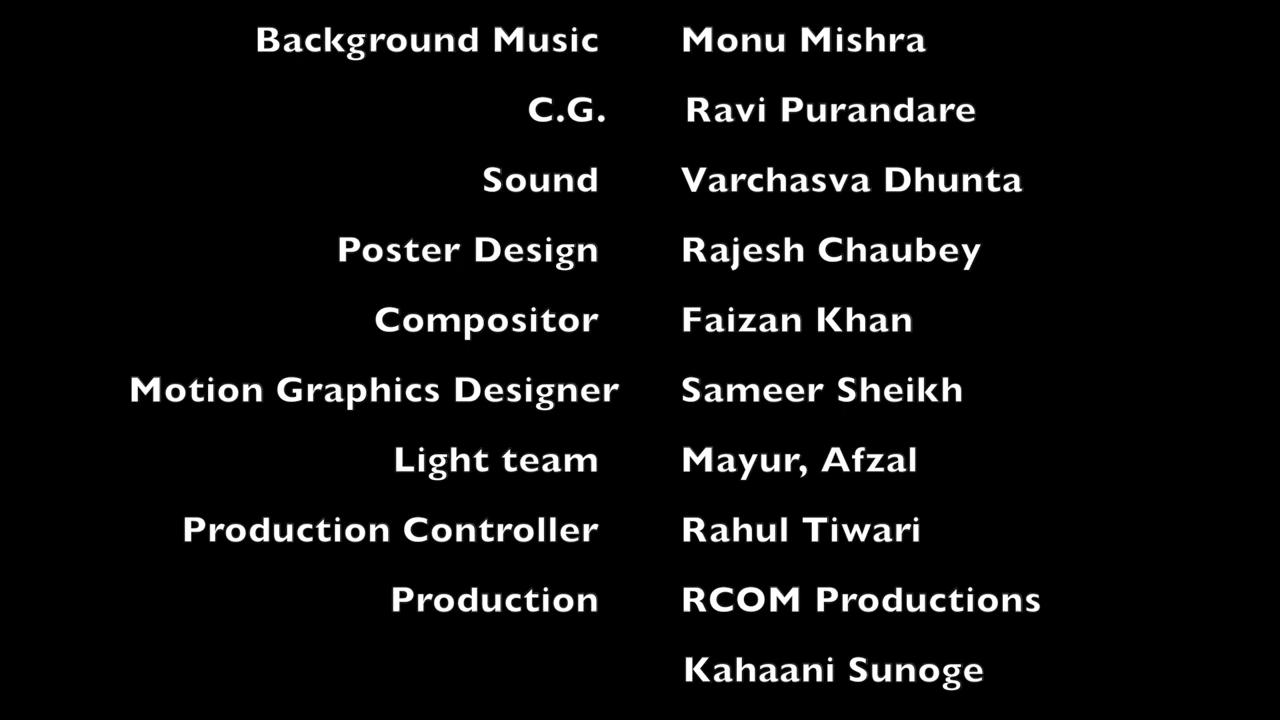 Background Music Monu Mishra
C.G. Ravi Purandare
Sound Varchasva Dhunta
Poster Design Rajesh Chaubey
Compositor Faizan Khan
Motion Graphics Designer Sameer Sheikh
Light team Mayur, Afzal
Production Controller Rahul Tiwari
Production RCOM Productions
Kahaani Sunoge